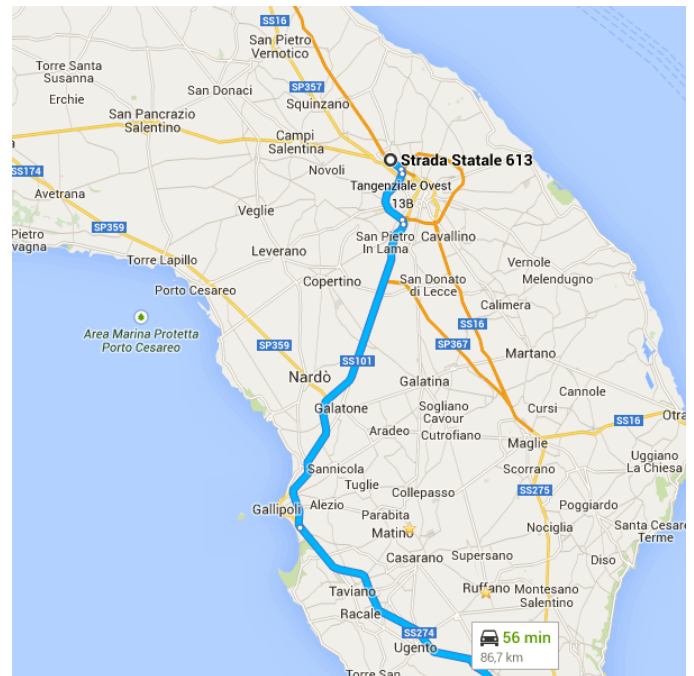 SS16
San Pietro
Vernotico
Torre Santa
Susanna
SP357
San Donaci
Erchie
Squinzano
San Pancrazio
Salentino
Campi
Salentina
Strada Statale 613
SS174
Novoli
Tangenziale Ovest
Avetrana
13B
Veglie
SP359
San Pietro
In Lama
Cavallino
Pietro
vagna
Leverano
Torre Lapillo
Vernole
Melendugno
Copertino
San Donato
di Lecce
Porto Cesareo
Calimera
Area Marina Protetta
Porto Cesareo
SS16
SP359
SP367
SS101
Martano
Nardò
Galatina
Cannole
Galatone
Sogliano
Cavour
Cursi
SS16
Otra
Aradeo
Cutrofiano
Maglie
Uggiano
La Chiesa
Sannicola
Scorrano
Tuglie
Collepasso
SS275
Gallipoli
Alezio
Poggiardo
Parabita
Matino
Nociglia
Santa Cesare
Terme
Casarano
Supersano
Diso
Taviano
Ruffano
Montesano
Salentino
Racale
SS274
Ugento
56 min
86,7 km
Torre San